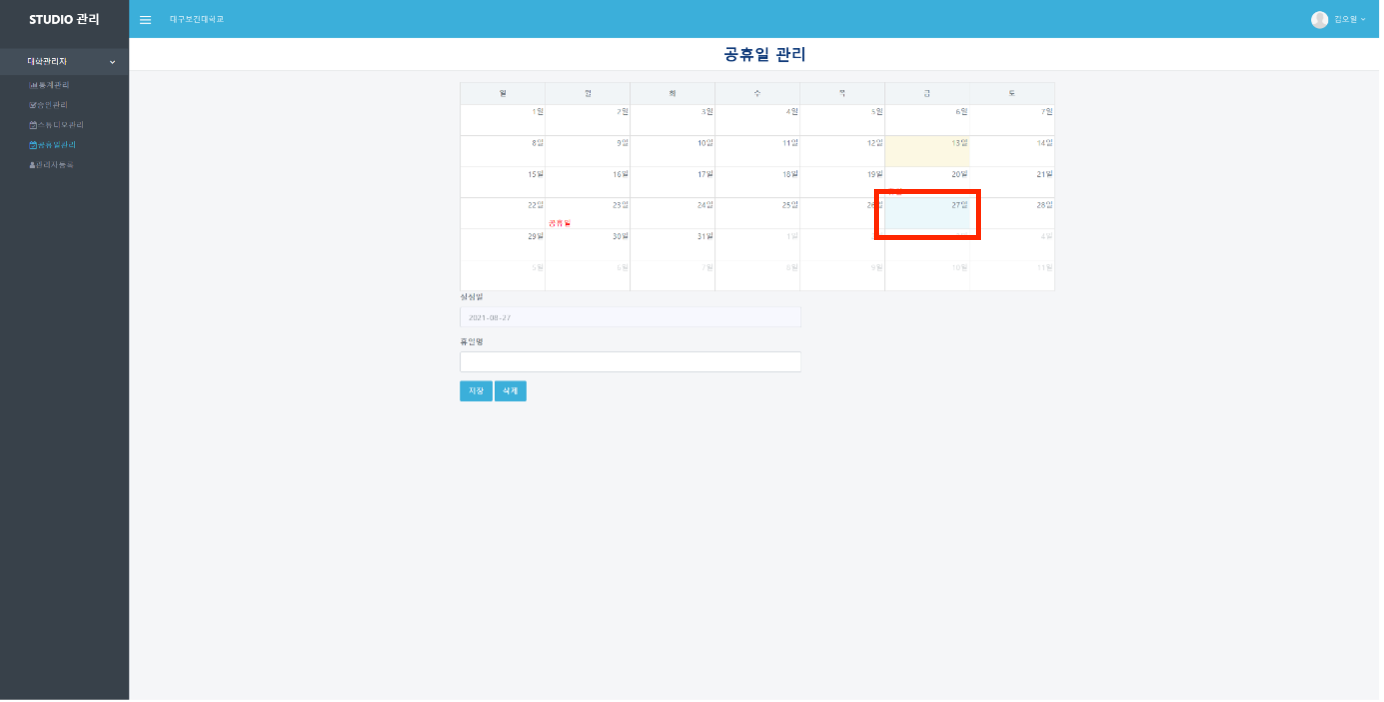 STUDIO 관리
대구보건대학교
김오월
공휴일 관리
대학관리자
통계관리
승인관리
스튜디오관리
공휴일관리
관리자등록
일 월 화 수 목 금 토
1일 2일 3일 4일 5일 6일 7일
8일 9일 10일 11일 12일 13일 14일
15일 16일 17일 18일 19일 20일 21일
22일 23일 24일 25일 26일 27일 28일
공휴일
29일 30일 31일 1일 4일
5일 6일 7일 8일 9일 10일 11일
2021-08-27
휴일명
저장 삭제